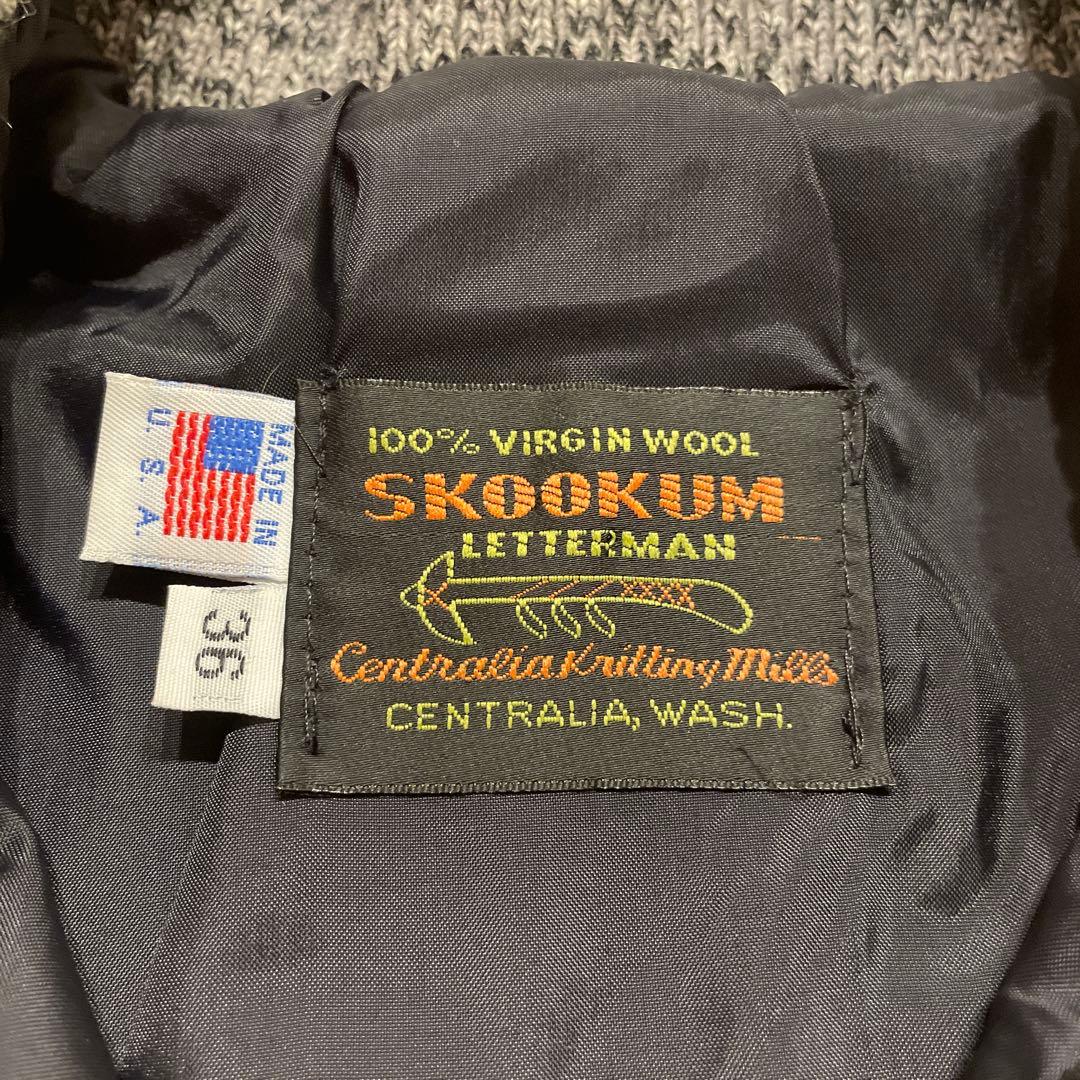 100% VIRGIN WOOL
SKOOKUM
LETTERMAN
Centralia Knitting Mills
CENTRALIA, WASH.
MADE IN
U. S. A.
36